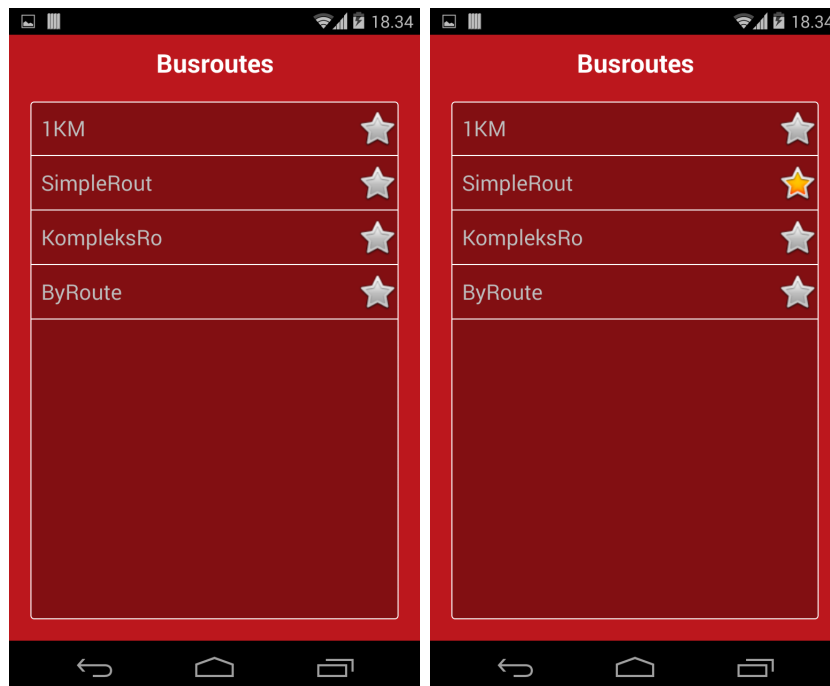 18.34
Busroutes
1KM
SimpleRout
KompleksRo
ByRoute
18.34
Busroutes
1KM
SimpleRout
KompleksRo
ByRoute